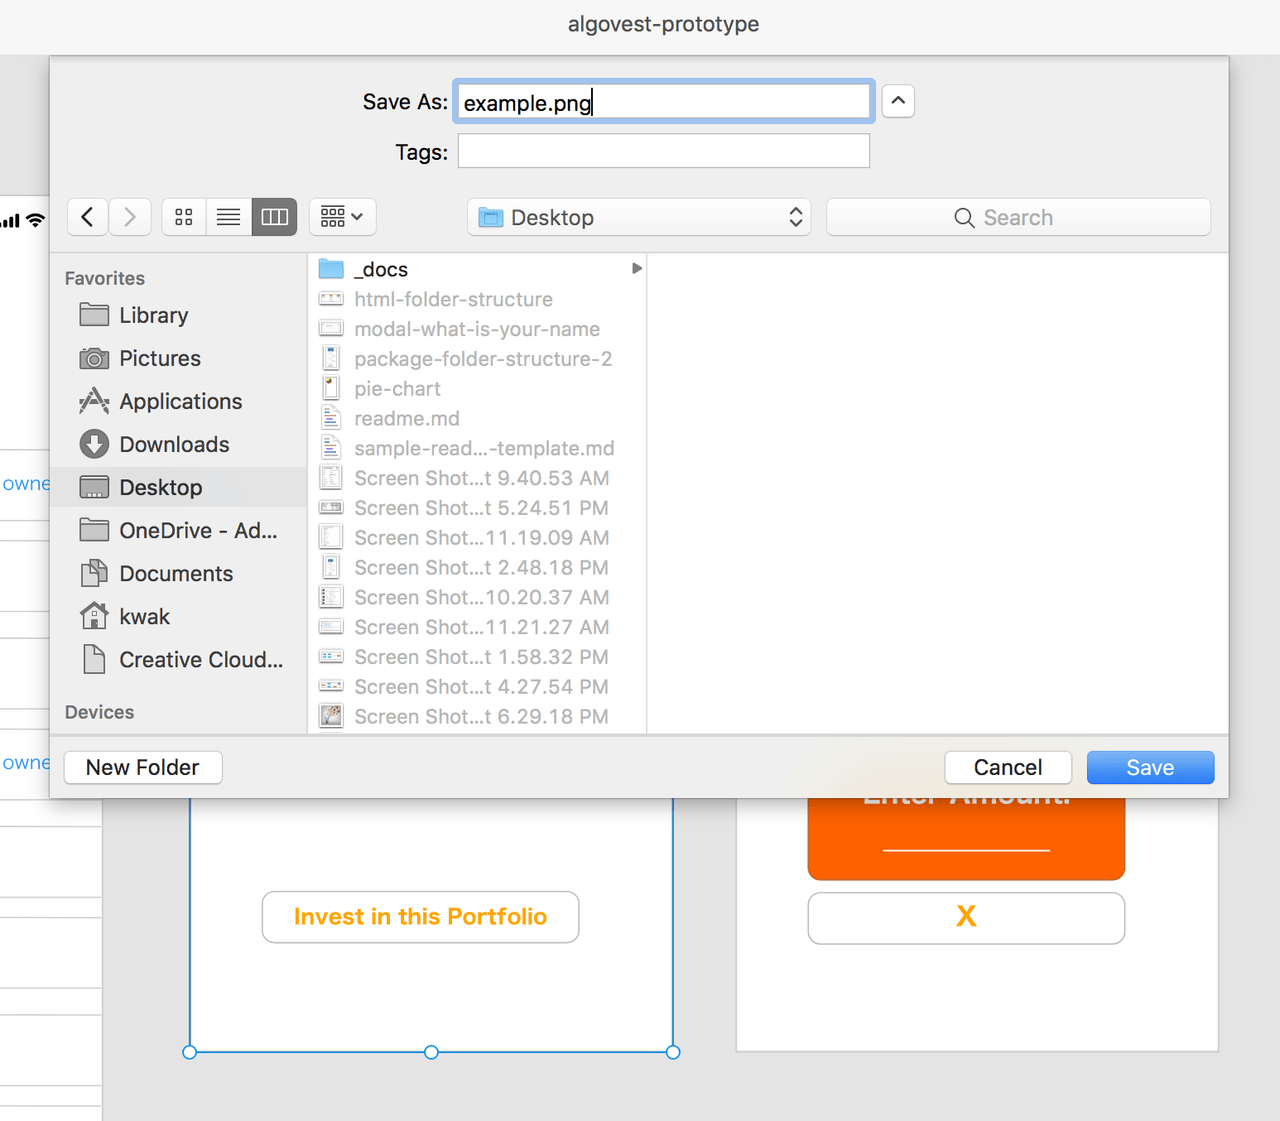 algovest-prototype
Save As: example.png
Tags:
Desktop
Search
Favorites
Library
Pictures
Applications
Downloads
Desktop
OneDrive - Ad...
Documents
kwak
Creative Cloud...
Devices
_docs
html-folder-structure
modal-what-is-your-name
package-folder-structure-2
pie-chart
readme.md
sample-read...-template.md
Screen Shot...t 9.40.53 AM
Screen Shot...t 5.24.51 PM
Screen Shot...11.19.09 AM
Screen Shot...t 2.48.18 PM
Screen Shot...10.20.37 AM
Screen Shot...11.21.27 AM
Screen Shot...t 1.58.32 PM
Screen Shot...t 4.27.54 PM
Screen Shot...t 6.29.18 PM
owne
owne
New Folder
Cancel
Save
Enter Amount:
Invest in this Portfolio
X